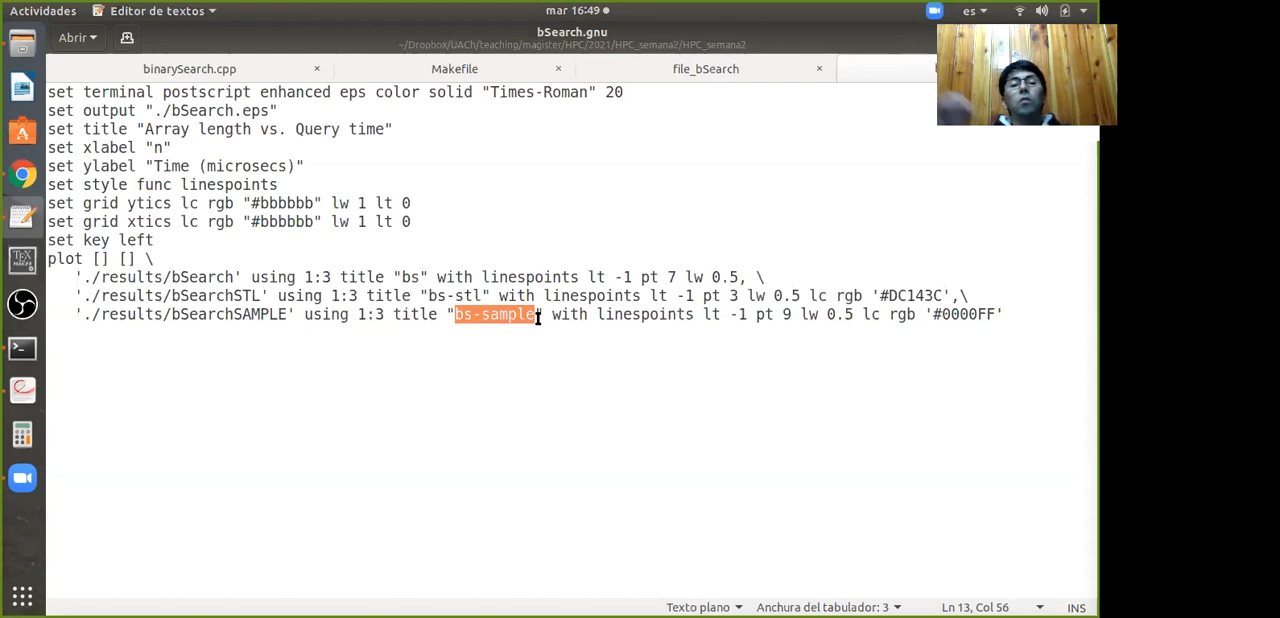 Actividades
Editor de textos
mar 16:49
es
Abrir
bSearch.gnu
~/Dropbox/UACh/teaching/magister/HPC/2021/HPC_semana2/HPC_semana2
binarySearch.cpp
Makefile
file_bSearch
set terminal postscript enhanced eps color solid "Times-Roman" 20
set output "./bSearch.eps"
set title "Array length vs. Query time"
set xlabel "n"
set ylabel "Time (microsecs)"
set style func linespoints
set grid ytics lc rgb "#bbbbbb" lw 1 lt 0
set grid xtics lc rgb "#bbbbbb" lw 1 lt 0
set key left
plot [] [] \
'./results/bSearch' using 1:3 title "bs" with linespoints lt -1 pt 7 lw 0.5, \
'./results/bSearchSTL' using 1:3 title "bs-stl" with linespoints lt -1 pt 3 lw 0.5 lc rgb '#DC143C',\
'./results/bSearchSAMPLE' using 1:3 title "bs-sample" with linespoints lt -1 pt 9 lw 0.5 lc rgb '#0000FF'
Texto plano
Anchura del tabulador: 3
Ln 13, Col 56
INS